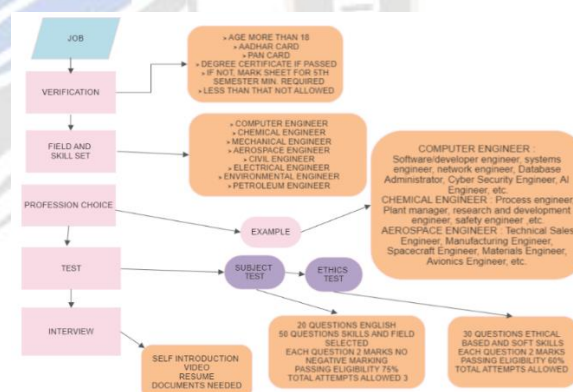 JOB
VERIFICATION
> AGE MORE THAN 18
> AADHAR CARD
> PAN CARD
> DEGREE CERTIFICATE IF PASSED
> IF NOT, MARK SHEET FOR 5TH
SEMESTER MIN. REQUIRED
> LESS THAN THAT NOT ALLOWED
FIELD AND
SKILL SET
> COMPUTER ENGINEER
> CHEMICAL ENGINEER
> MECHANICAL ENGINEER
> AEROSPACE ENGINEER
> CIVIL ENGINEER
> ELECTRICAL ENGINEER
> ENVIRONMENTAL ENGINEER
> PETROLEUM ENGINEER
PROFESSION CHOICE
EXAMPLE
COMPUTER ENGINEER :
Software/developer engineer, systems
engineer, network engineer, Database
Administrator, Cyber Security Engineer, AI
Engineer, etc.
CHEMICAL ENGINEER : Process engineer,
Plant manager, research and development
engineer, safety engineer ,etc.
AEROSPACE ENGINEER : Technical Sales
Engineer, Manufacturing Engineer,
Spacecraft Engineer, Materials Engineer,
Avionics Engineer, etc.
TEST
SUBJECT
TEST
ETHICS
TEST
20 QUESTIONS ENGLISH
50 QUESTIONS SKILLS AND FIELD
SELECTED
EACH QUESTION 2 MARKS NO
NEGATIVE MARKING
PASSING ELIGIBILITY 75%
TOTAL ATTEMPTS ALLOWED 3
30 QUESTIONS ETHICAL
BASED AND SOFT SKILLS
EACH QUESTION 2 MARKS
PASSING ELIGIBILITY 60%
TOTAL ATTEMPTS ALLOWED
INTERVIEW
SELF INTRODUCTION
VIDEO
RESUME
DOCUMENTS NEEDED